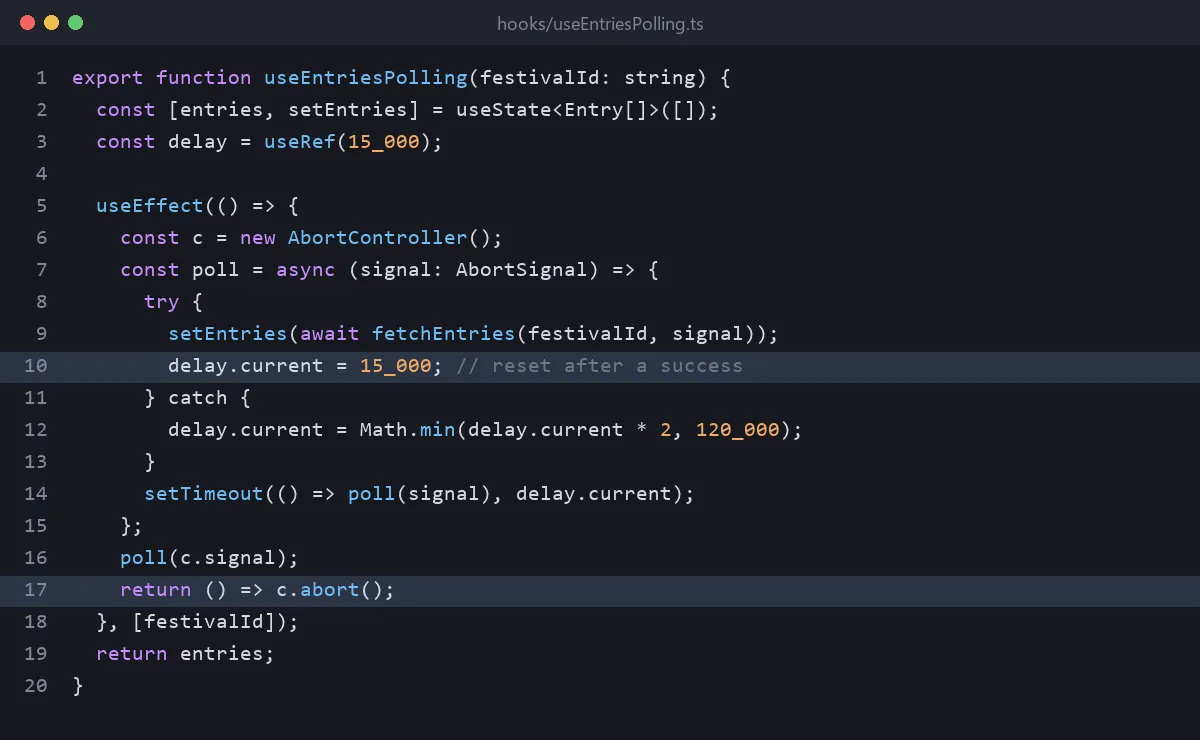 hooks/useEntriesPolling.ts
1 export function useEntriesPolling(festivalId: string) {
2   const [entries, setEntries] = useState<Entry[]>([]);
3   const delay = useRef(15_000);
4
5   useEffect(() => {
6     const c = new AbortController();
7     const poll = async (signal: AbortSignal) => {
8       try {
9         setEntries(await fetchEntries(festivalId, signal));
10         delay.current = 15_000; // reset after a success
11       } catch {
12         delay.current = Math.min(delay.current * 2, 120_000);
13       }
14       setTimeout(() => poll(signal), delay.current);
15     };
16     poll(c.signal);
17     return () => c.abort();
18   }, [festivalId]);
19   return entries;
20 }